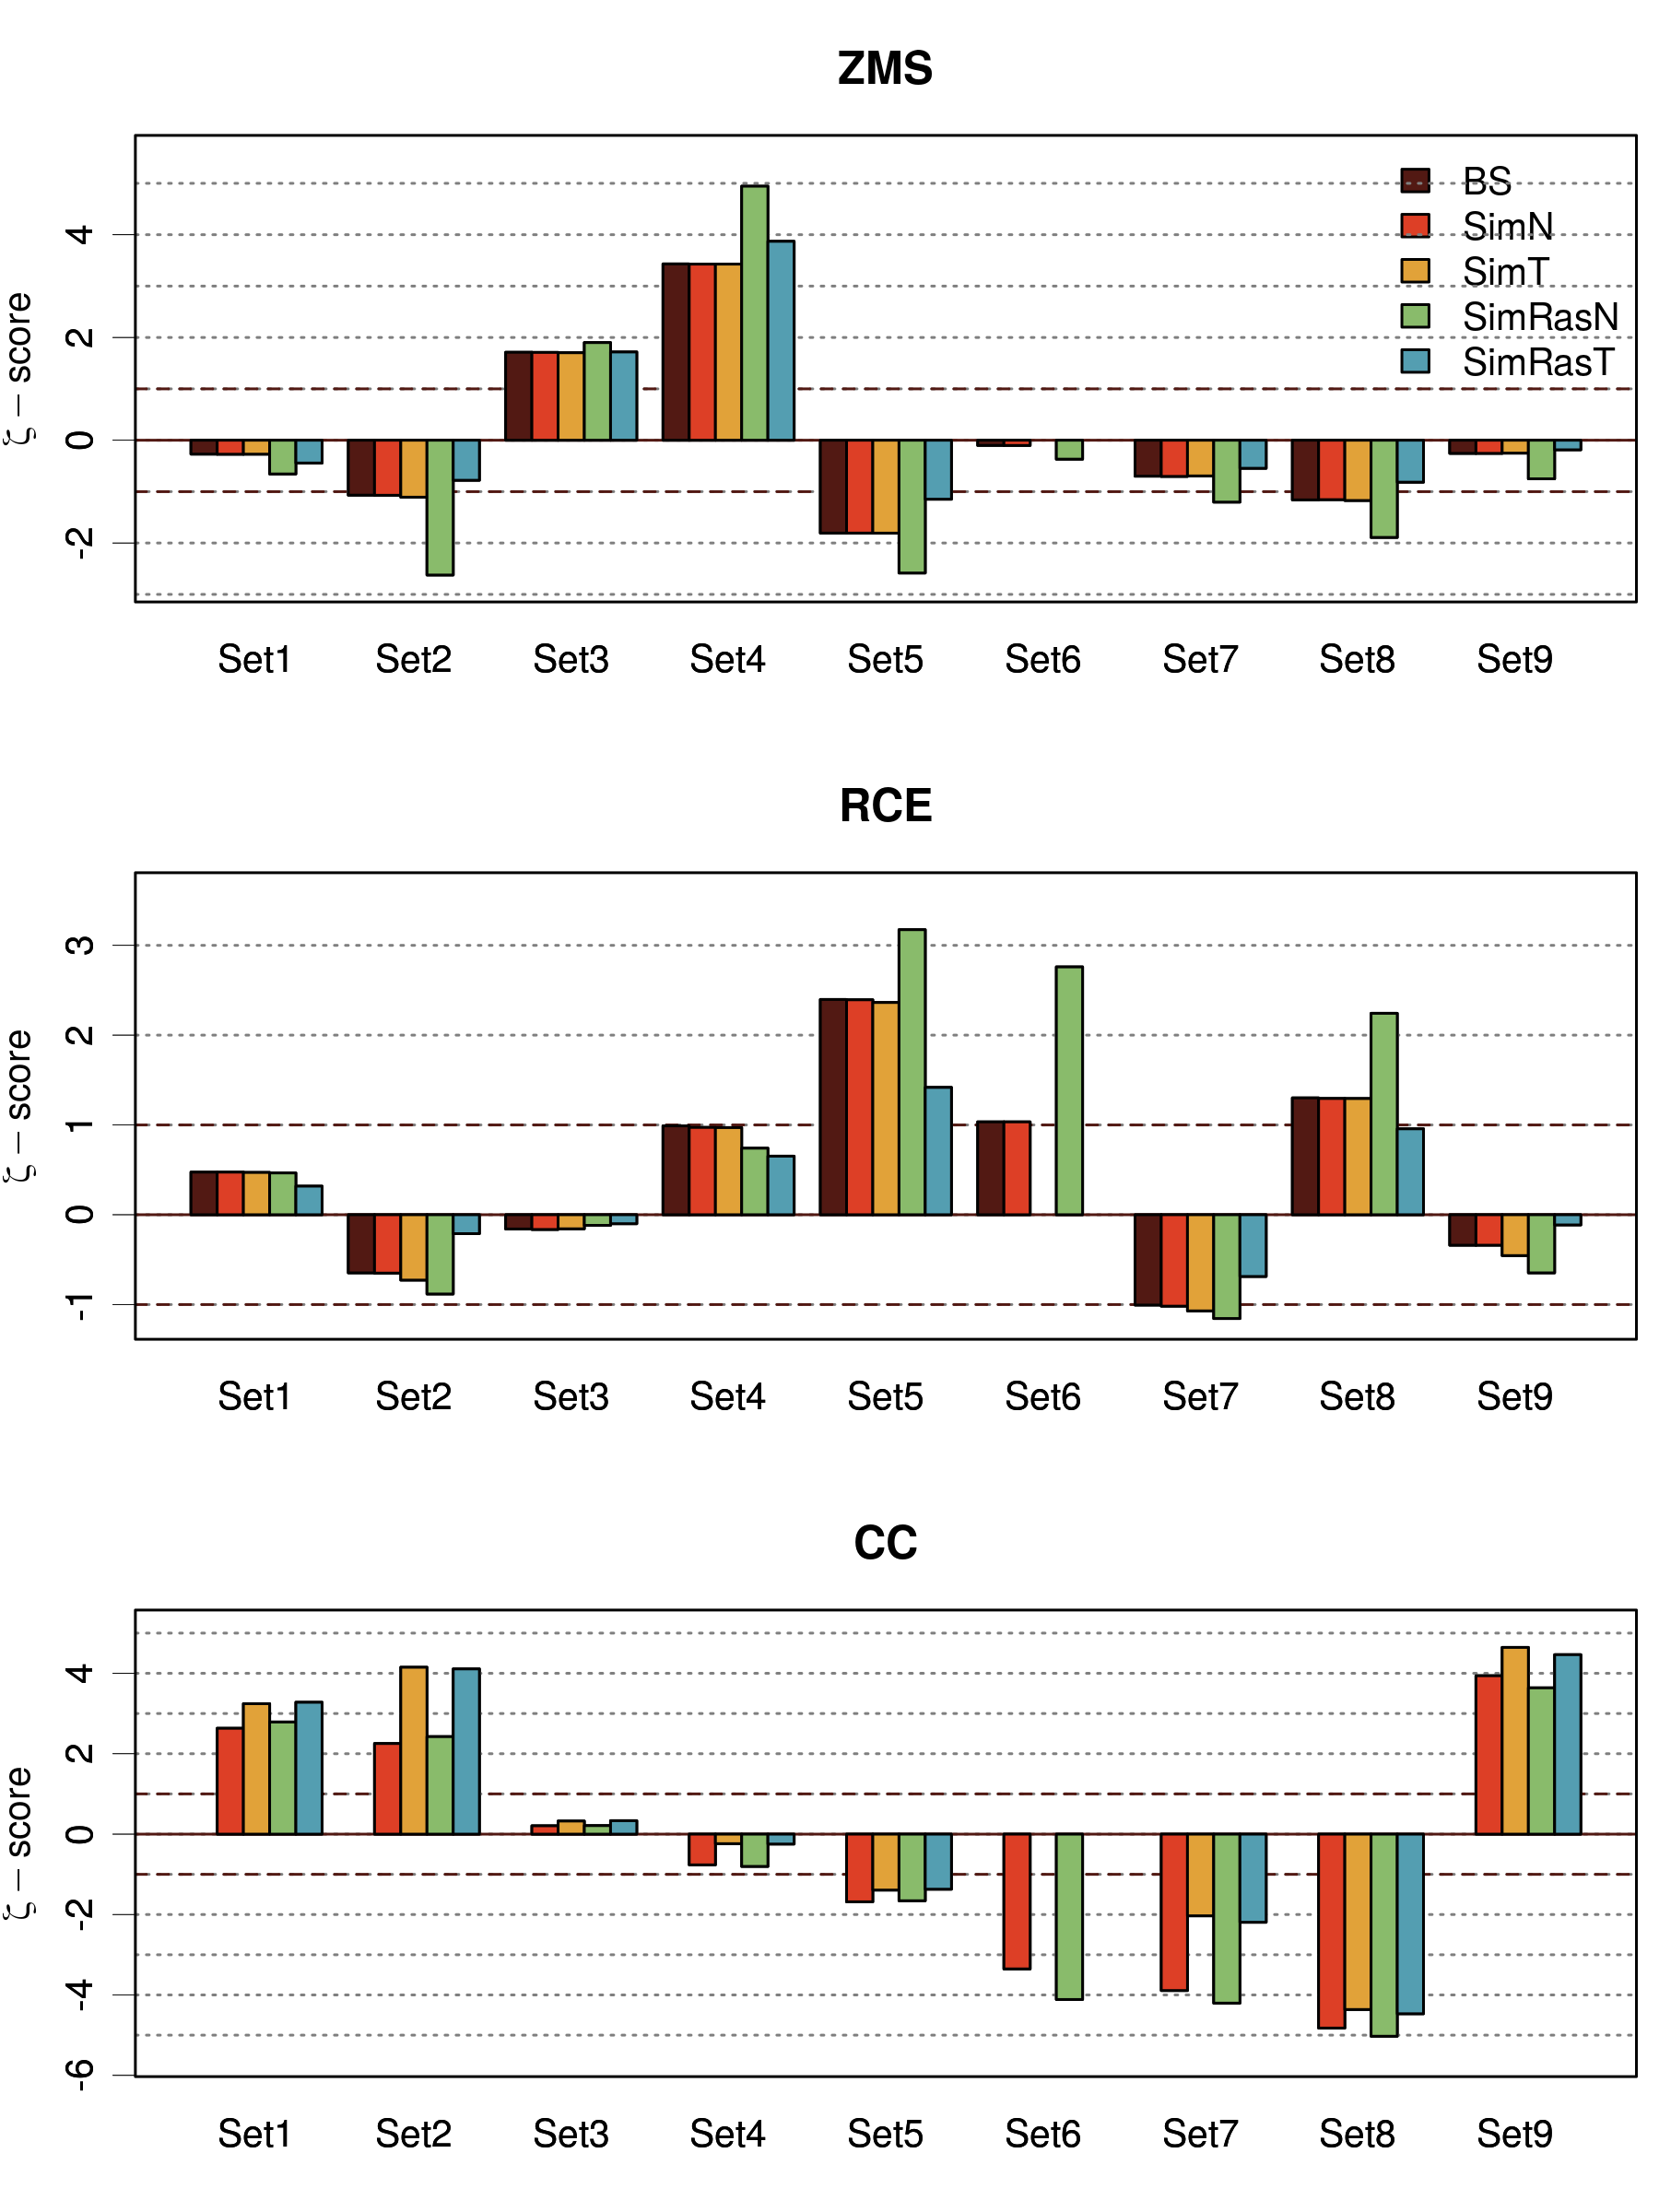 ZMS
ζ − score
4
2
0
-2
BS
SimN
SimT
SimRasN
SimRasT
Set1 Set2 Set3 Set4 Set5 Set6 Set7 Set8 Set9
RCE
ζ − score
3
2
1
0
-1
Set1 Set2 Set3 Set4 Set5 Set6 Set7 Set8 Set9
CC
ζ − score
4
2
0
-2
-4
-6
Set1 Set2 Set3 Set4 Set5 Set6 Set7 Set8 Set9